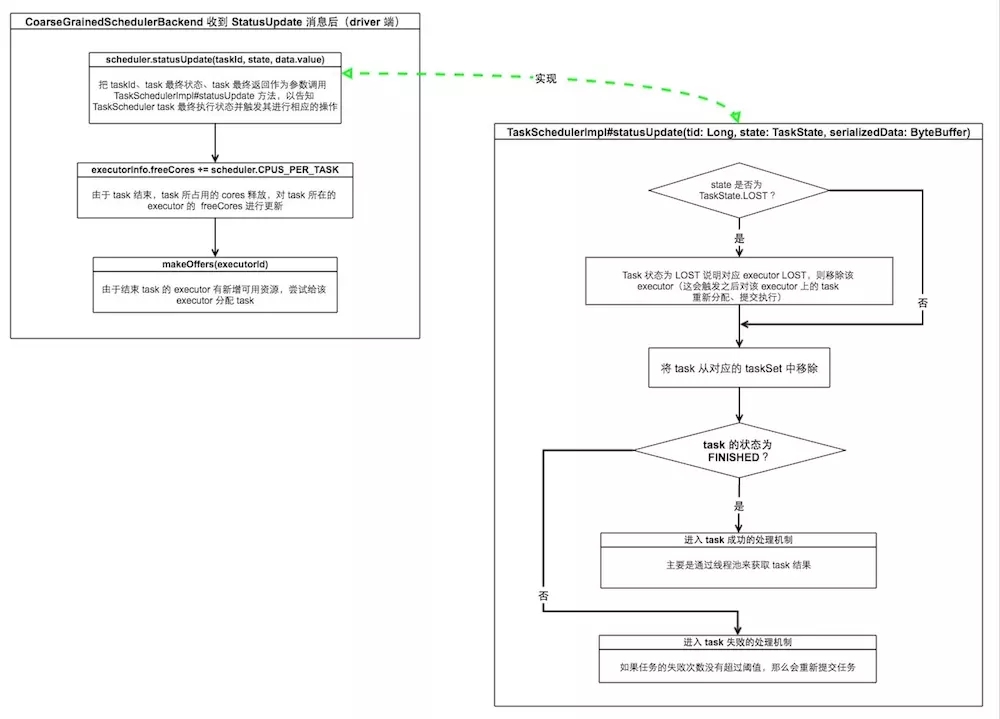 CoarseGrainedSchedulerBackend 收到 StatusUpdate 消息后（driver 端）
scheduler.statusUpdate(taskId, state, data.value)
把 taskId、task 最终状态、task 最终返回作为参数调用
TaskSchedulerImpl#statusUpdate 方法，以告知
TaskScheduler task 最终执行状态并触发其进行相应的操作
executorInfo.freeCores += scheduler.CPUS_PER_TASK
由于 task 结束，task 所占用的 cores 释放，对 task 所在的
executor 的 freeCores 进行更新
makeOffers(executorId)
由于结束 task 的 executor 有新增可用资源，尝试给该
executor 分配 task
实现
TaskSchedulerImpl#statusUpdate(tid: Long, state: TaskState, serializedData: ByteBuffer)
state 是否为
TaskState.LOST？
是
Task 状态为 LOST 说明对应 executor LOST，则移除该
executor（这会触发之后对该 executor 上的 task
重新分配、提交执行）
否
将 task 从对应的 taskSet 中移除
task 的状态为
FINISHED？
是
进入 task 成功的处理机制
主要是通过线程池来获取 task 结果
否
进入 task 失败的处理机制
如果任务的失败次数没有超过阈值，那么会重新提交任务